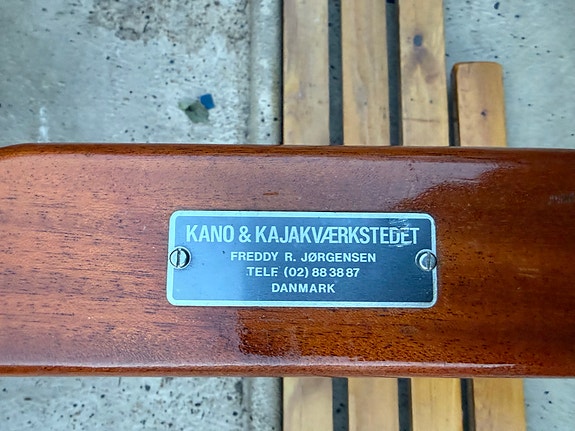 KANO & KAJAKVÆRKSTEDET
FREDDY R. JØRGENSEN
TELF. (02) 88 38 87
DANMARK